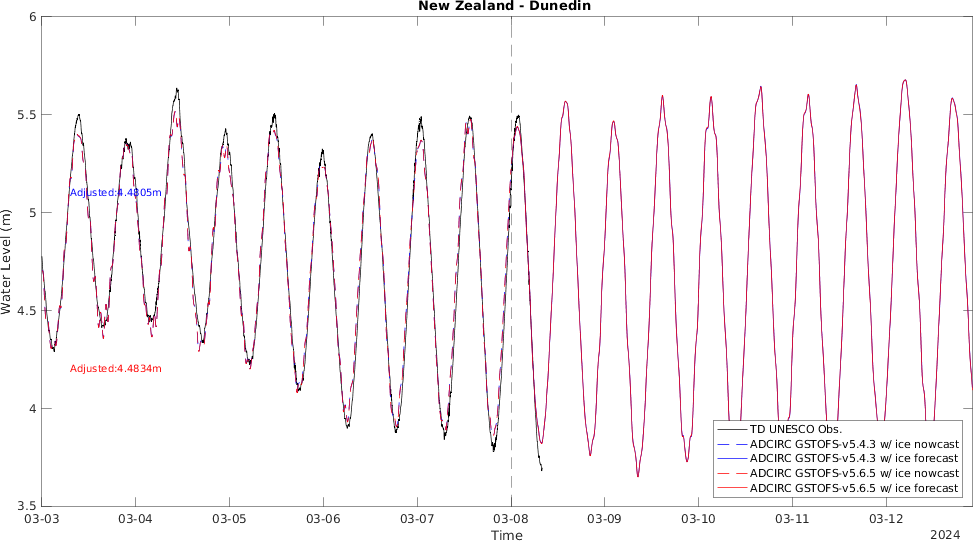 New Zealand - Dunedin
6
5.5
5
4.5
4
3.5
Water Level (m)
Adjusted:4.4805m
Adjusted:4.4834m
TD UNESCO Obs.
ADCIRC GSTOFS-v5.4.3 w/ ice nowcast
ADCIRC GSTOFS-v5.4.3 w/ ice forecast
ADCIRC GSTOFS-v5.6.5 w/ ice nowcast
ADCIRC GSTOFS-v5.6.5 w/ ice forecast
03-03 03-04 03-05 03-06 03-07 03-08 03-09 03-10 03-11 03-12
Time
2024